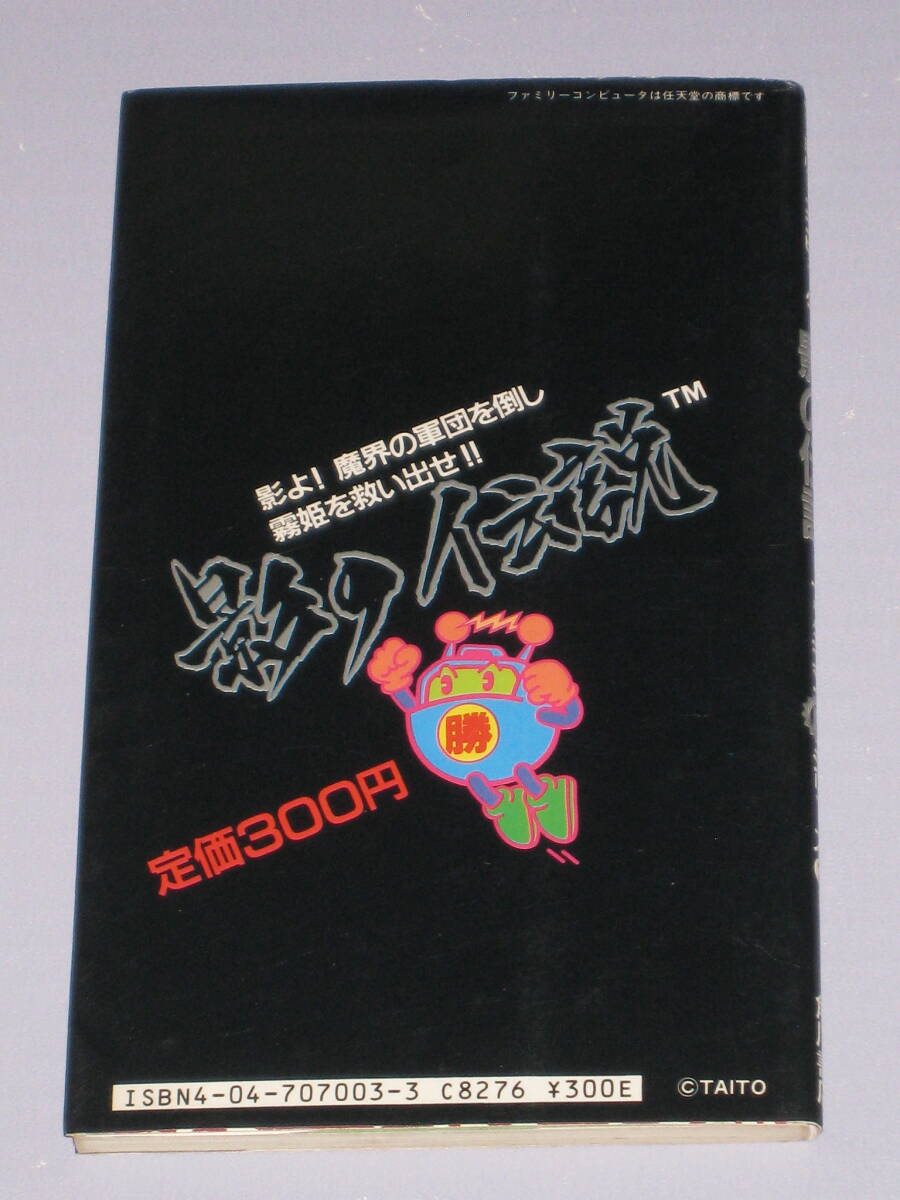 ファミリーコンピュータは任天堂の商標です
影よ!魔界の軍団を倒し
霧姫を救い出せ!!
影の伝説™
勝
定価300円
ISBN4-04-707003-3 C8276 ¥300E
©TAITO